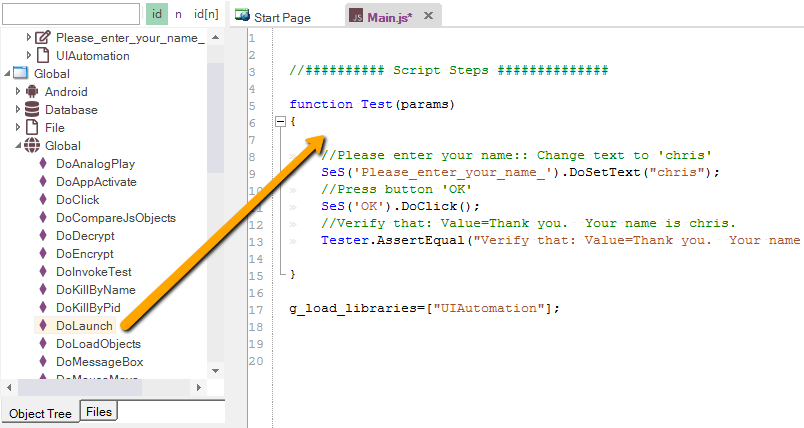 id n id[n]
Please_enter_your_name_
UIAutomation
Global
Android
Database
File
Global
DoAnalogPlay
DoAppActivate
DoClick
DoCompareJsObjects
DoDecrypt
DoEncrypt
DoInvokeTest
DoKillByName
DoKillByPid
DoLaunch
DoLoadObjects
DoMessageBox
DoMouseMove
Object Tree Files
Start Page JS Main.js*
1
2
3 //########## Script Steps ##############
4
5 function Test(params)
6 {
7
8 //Please enter your name:: Change text to 'chris'
9 SeS('Please_enter_your_name_').DoSetText("chris");
10 //Press button 'OK'
11 SeS('OK').DoClick();
12 //Verify that: Value=Thank you.  Your name is chris.
13 Tester.AssertEqual("Verify that: Value=Thank you.  Your name
14
15 }
16
17 g_load_libraries=["UIAutomation"];
18
19
20